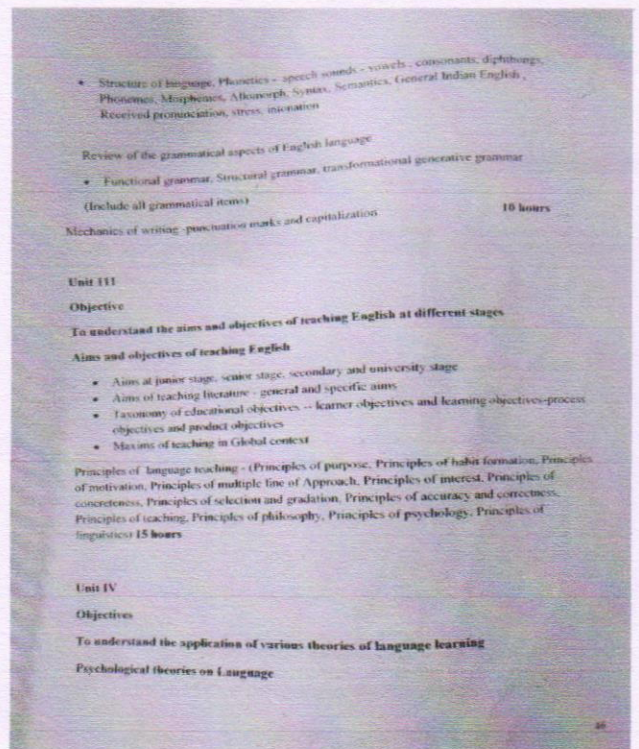 • Structure of language, Phonetics - speech sounds - vowels , consonants, diphthongs,
Phonemes, Morphemes, Allomorph, Syntax, Semantics, General Indian English ,
Received pronunciation, stress, intonation
Review of the grammatical aspects of English language
• Functional grammar, Structural grammar, transformational generative grammar
(Include all grammatical items)
10 hours
Mechanics of writing -punctuation marks and capitalization
Unit III
Objective
To understand the aims and objectives of teaching English at different stages
Aims and objectives of teaching English
• Aims at junior stage, senior stage, secondary and university stage
• Aims of teaching literature - general and specific aims
• Taxonomy of educational objectives -- learner objectives and learning objectives-process
objectives and product objectives
• Maxims of teaching in Global context
Principles of language teaching - (Principles of purpose, Principles of habit formation, Principles
of motivation, Principles of multiple line of Approach, Principles of interest, Principles of
concreteness, Principles of selection and gradation, Principles of accuracy and correctness,
Principles of teaching, Principles of philosophy, Principles of psychology, Principles of
linguistics) 15 hours
Unit IV
Objectives
To understand the application of various theories of language learning
Psychological theories on Language